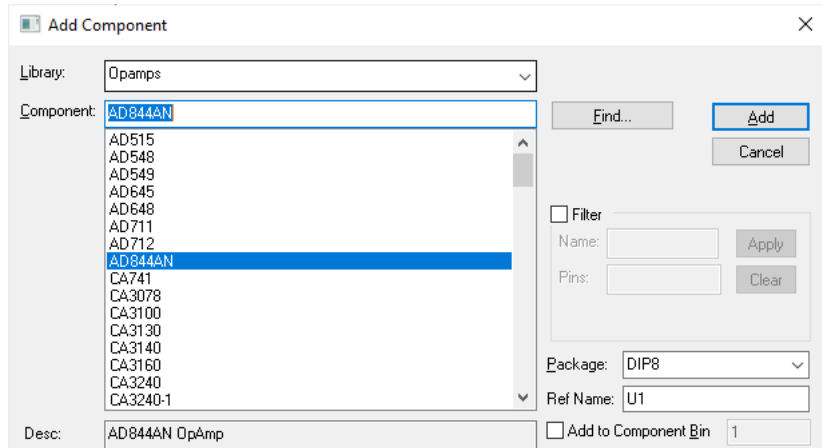 Add Component
Library: Opamps
Component: AD844AN Find... Add
Cancel
AD515
AD548
AD549
AD645
AD648
AD711
AD712
AD844AN
CA741
CA3078
CA3100
CA3130
CA3140
CA3160
CA3240
CA3240-1
Filter
Name: Apply
Pins: Clear
Package: DIP8
Ref Name: U1
Desc: AD844AN OpAmp
Add to Component Bin 1